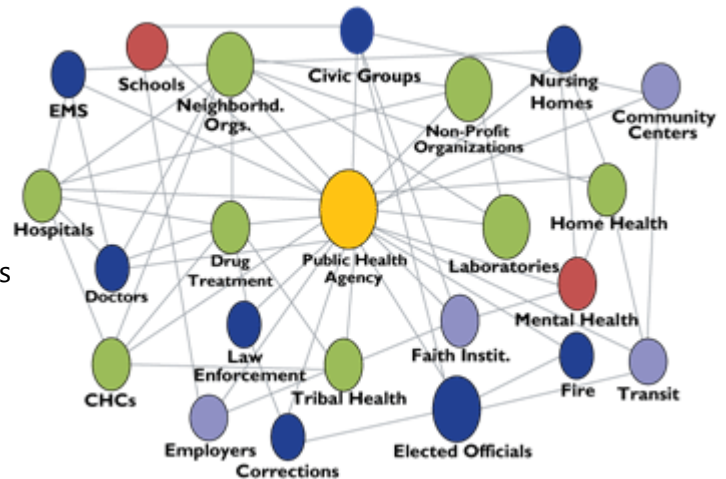 Schools
EMS
Neighborhd.
Orgs.
Civic Groups
Non-Profit
Organizations
Nursing
Homes
Community
Centers
Hospitals
Doctors
Drug
Treatment
Public Health
Agency
Laboratories
Home Health
s
Mental Health
Law
Enforcement
Faith Instit.
CHCs
Tribal Health
Fire
Transit
Employers
Corrections
Elected Officials